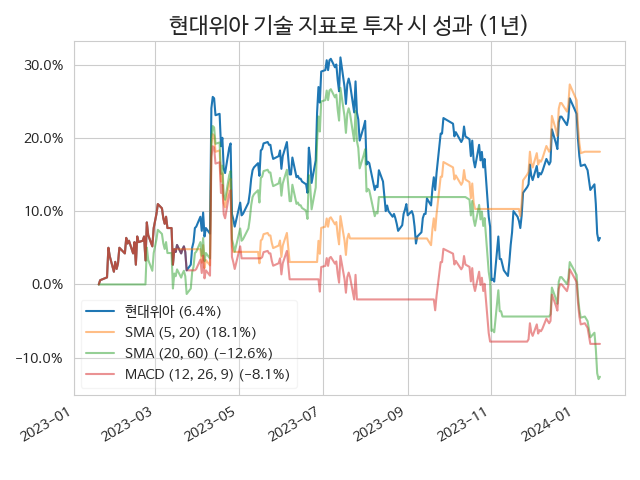 현대위아 기술 지표로 투자 시 성과 (1년)
30.0%
20.0%
10.0%
0.0%
−10.0%
현대위아 (6.4%)
SMA (5, 20) (18.1%)
SMA (20, 60) (−12.6%)
MACD (12, 26, 9) (−8.1%)
2023-01
2023-03
2023-05
2023-07
2023-09
2023-11
2024-01